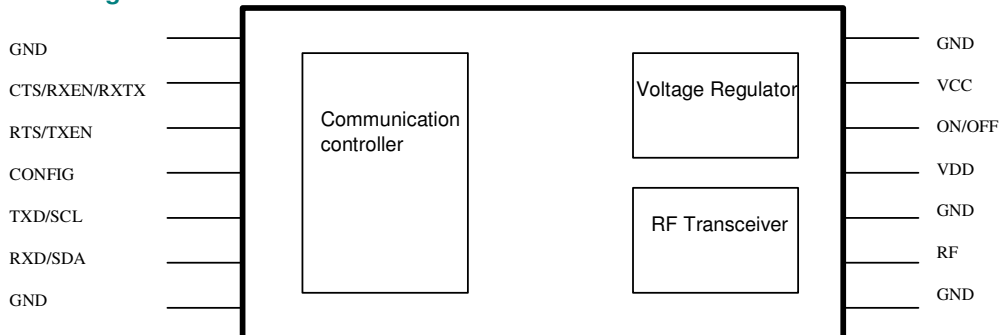 GND
CTS/RXEN/RXTX
RTS/TXEN
CONFIG
TXD/SCL
RXD/SDA
GND
Communication
controller
Voltage Regulator
RF Transceiver
GND
VCC
ON/OFF
VDD
GND
RF
GND